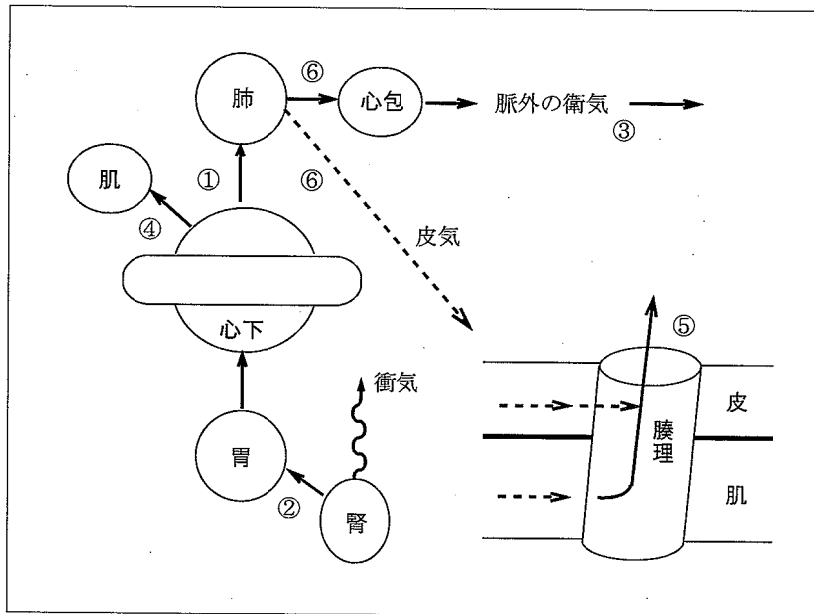 肺
⑥
心包
脈外の衛気
③
肌
①
④
⑥
皮気
心下
⑤
衝気
胃
②
腎
腠理
皮
肌